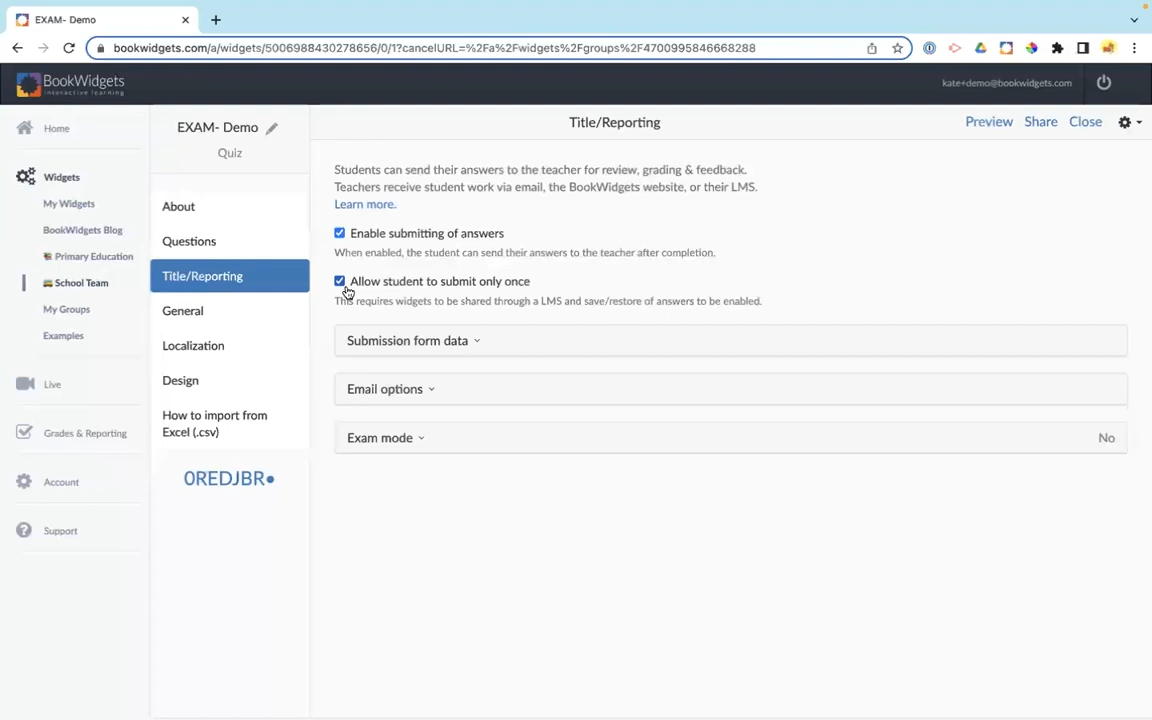 EXAM- Demo
bookwidgets.com/a/widgets/5006988430278656/0/1?cancelURL=%2Fa%2Fwidgets%2Fgroups%2F4700995846668288
BookWidgets
interactive learning
kate+demo@bookwidgets.com
Home
Widgets
My Widgets
BookWidgets Blog
Primary Education
School Team
My Groups
Examples
Live
Grades & Reporting
Account
Support
EXAM- Demo
Quiz
About
Questions
Title/Reporting
General
Localization
Design
How to import from
Excel (.csv)
0REDJBR
Title/Reporting
Preview Share Close
Students can send their answers to the teacher for review, grading & feedback.
Teachers receive student work via email, the BookWidgets website, or their LMS.
Learn more.
Enable submitting of answers
When enabled, the student can send their answers to the teacher after completion.
Allow student to submit only once
This requires widgets to be shared through a LMS and save/restore of answers to be enabled.
Submission form data
Email options
Exam mode No